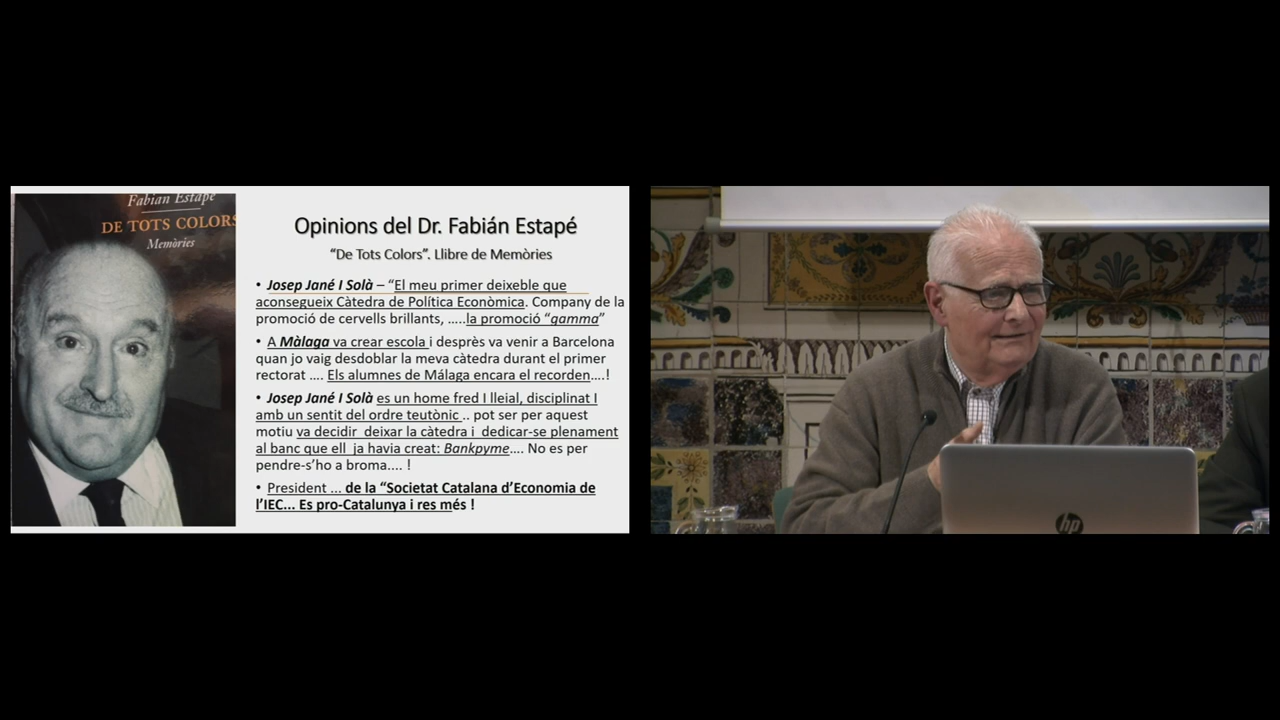 Fabian Estapé
DE TOTS COLORS
Memòries
Opinions del Dr. Fabián Estapé
“De Tots Colors”. Llibre de Memòries
• Josep Jané I Solà – “El meu primer deixeble que
aconsegueix Càtedra de Política Econòmica. Company de la
promoció de cervells brillants, …..la promoció “gamma”
• A Màlaga va crear escola i desprès va venir a Barcelona
quan jo vaig desdoblar la meva càtedra durant el primer
rectorat …. Els alumnes de Málaga encara el recorden….!
• Josep Jané I Solà es un home fred I lleial, disciplinat I
amb un sentit del ordre teutònic .. pot ser per aquest
motiu va decidir deixar la càtedra i dedicar-se plenament
al banc que ell ja havia creat: Bankpyme…. No es per
pendre-s’ho a broma.... !
• President ... de la “Societat Catalana d’Economia de
l’IEC... Es pro-Catalunya i res més !
hp